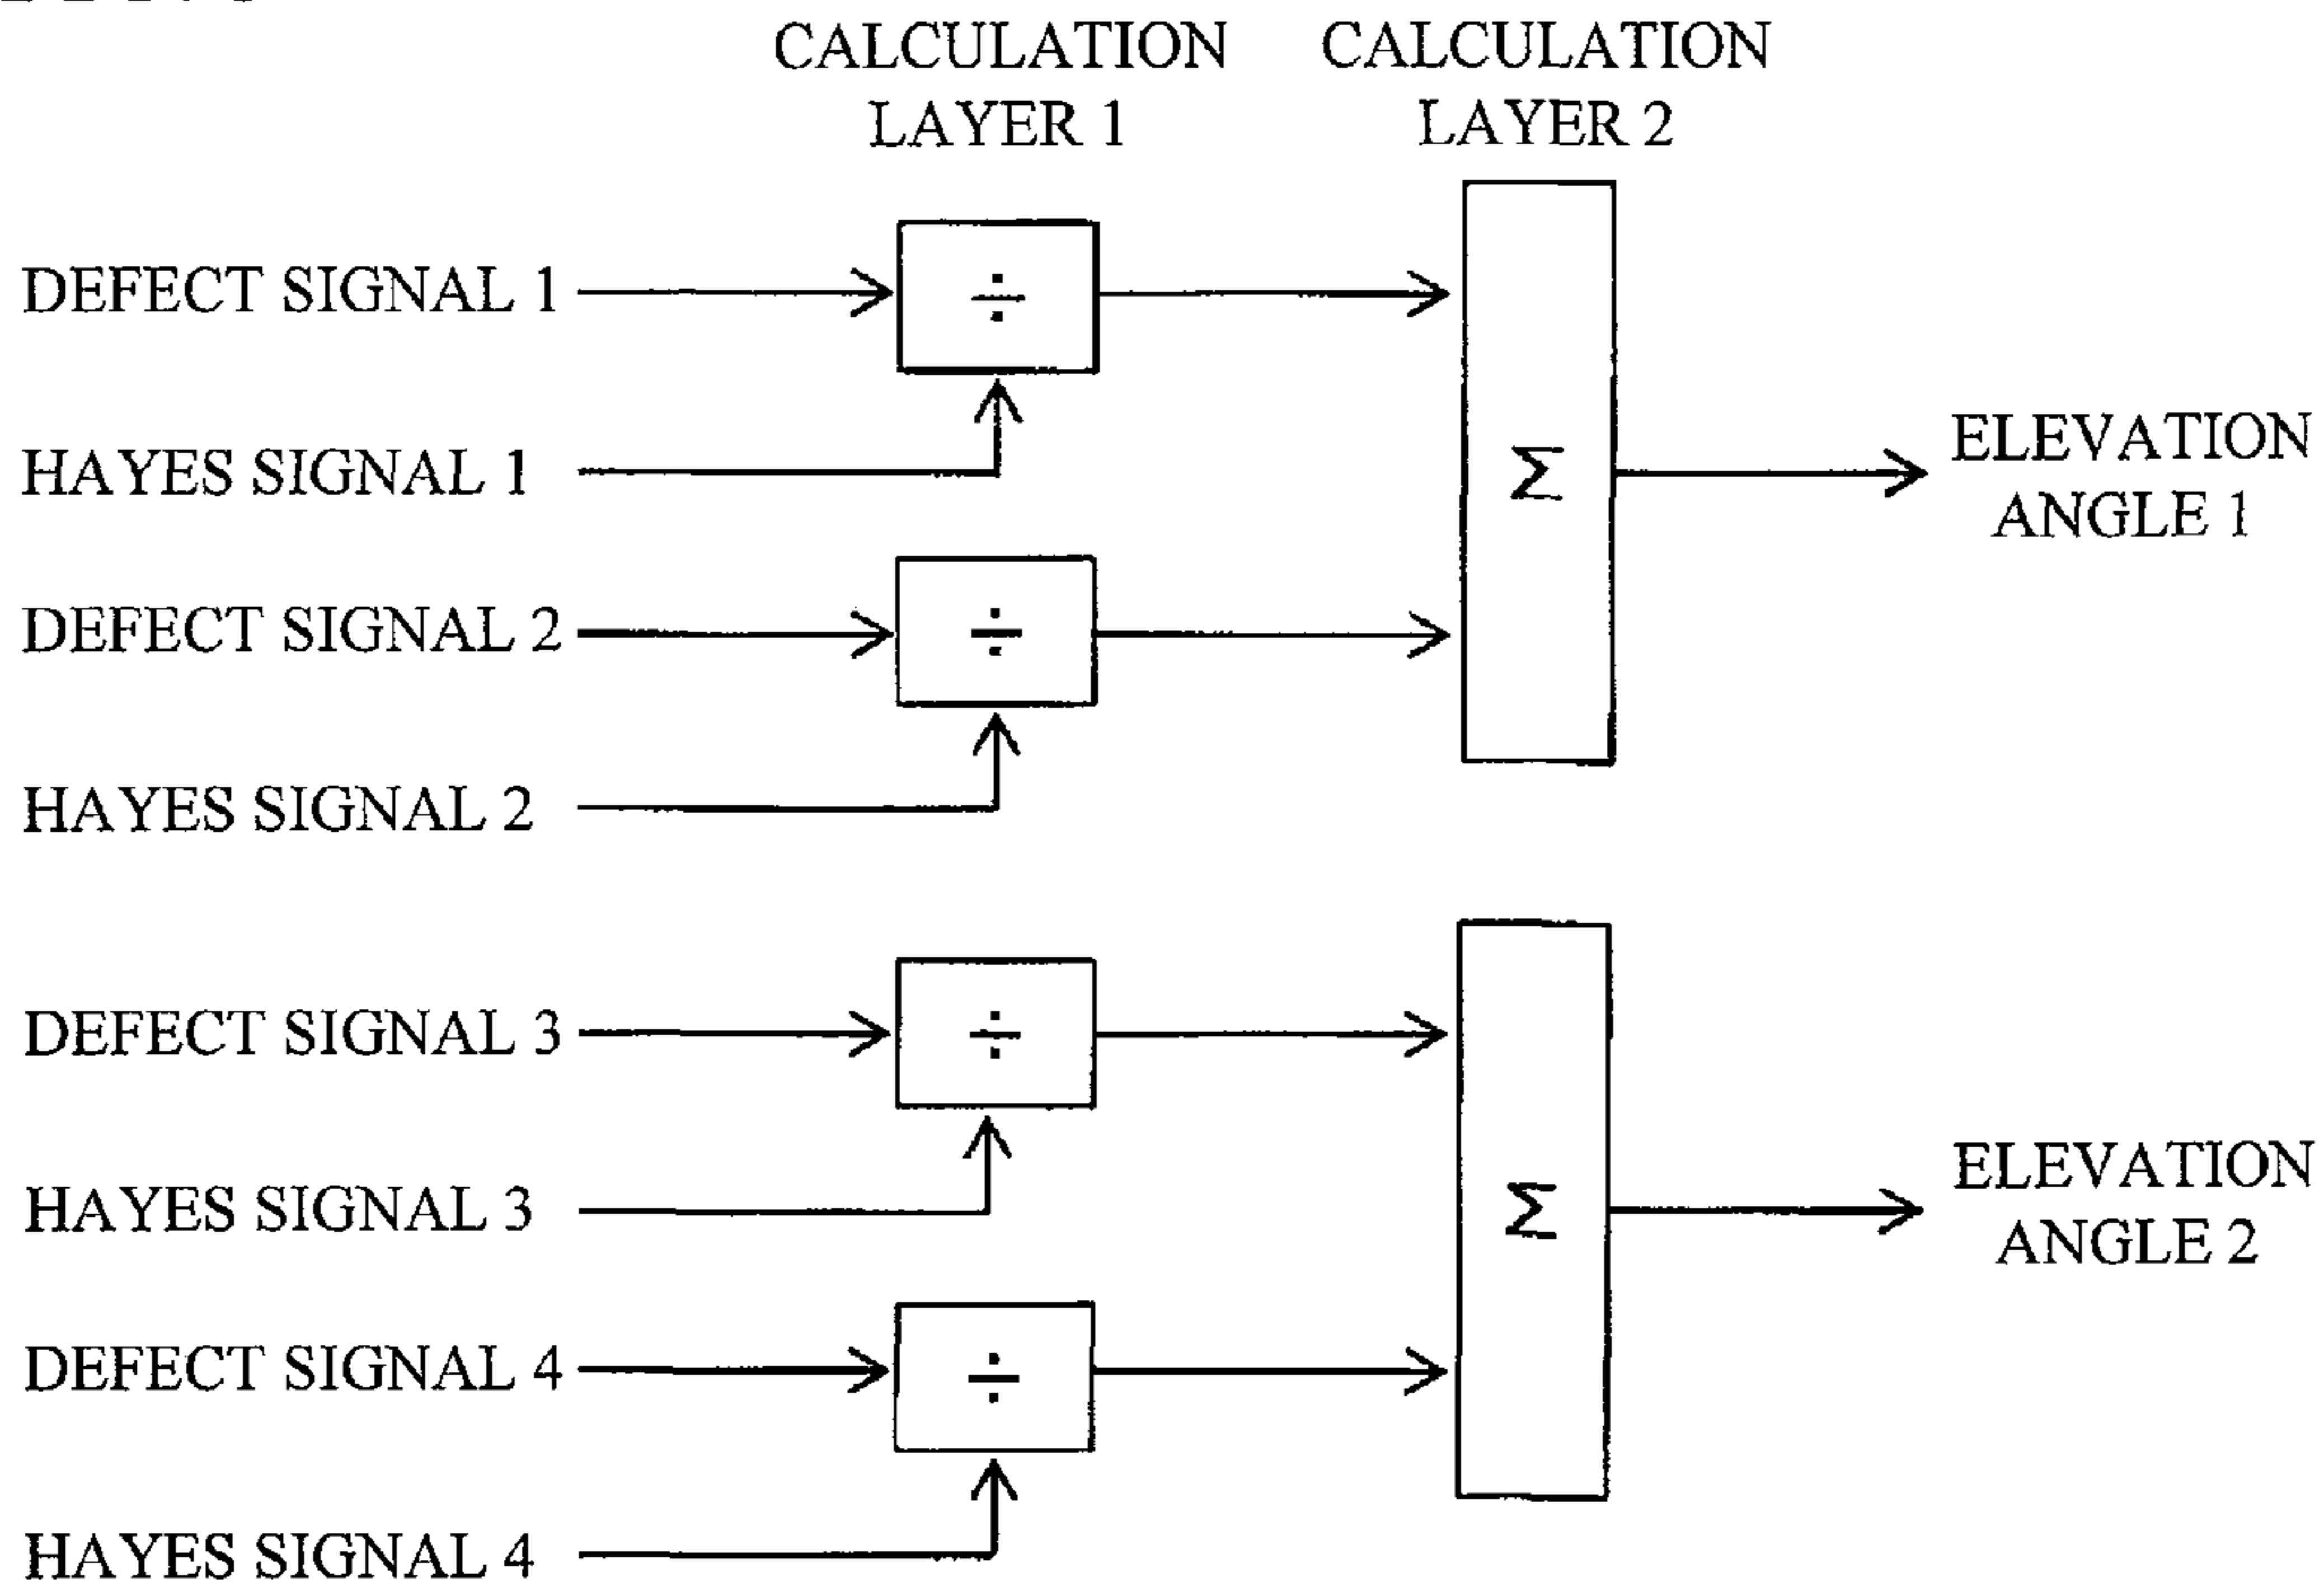 CALCULATION LAYER 1
CALCULATION LAYER 2
DEFECT SIGNAL 1
÷
HAYES SIGNAL 1
Σ
ELEVATION
ANGLE 1
DEFECT SIGNAL 2
÷
HAYES SIGNAL 2
DEFECT SIGNAL 3
÷
HAYES SIGNAL 3
Σ
ELEVATION
ANGLE 2
DEFECT SIGNAL 4
÷
HAYES SIGNAL 4